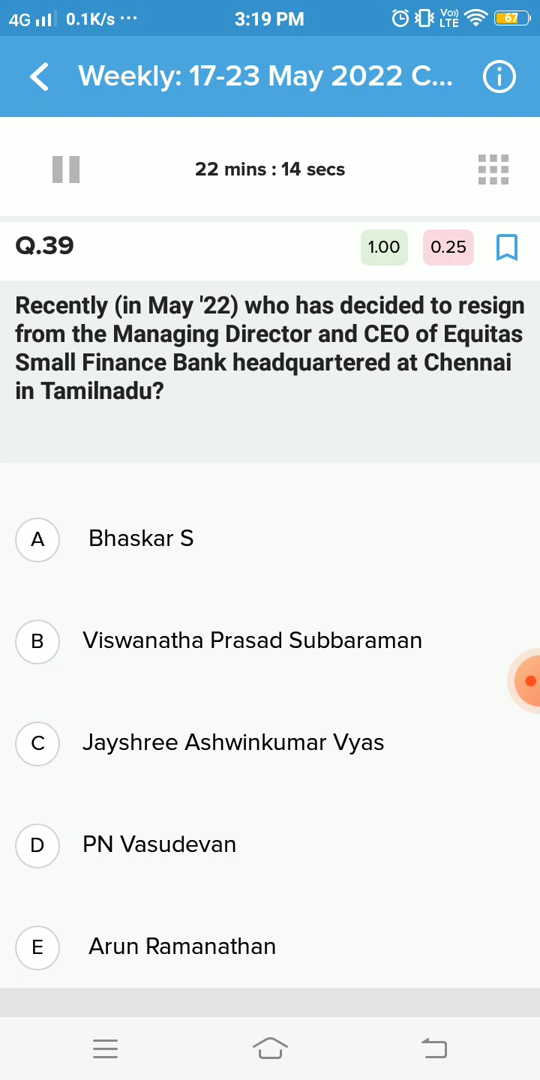 4G 0.1K/s ··· 3:19 PM Vo)) LTE 67
Weekly: 17-23 May 2022 C...
22 mins : 14 secs
Q.39 1.00 0.25
Recently (in May '22) who has decided to resign
from the Managing Director and CEO of Equitas
Small Finance Bank headquartered at Chennai
in Tamilnadu?
A Bhaskar S
B Viswanatha Prasad Subbaraman
C Jayshree Ashwinkumar Vyas
D PN Vasudevan
E Arun Ramanathan